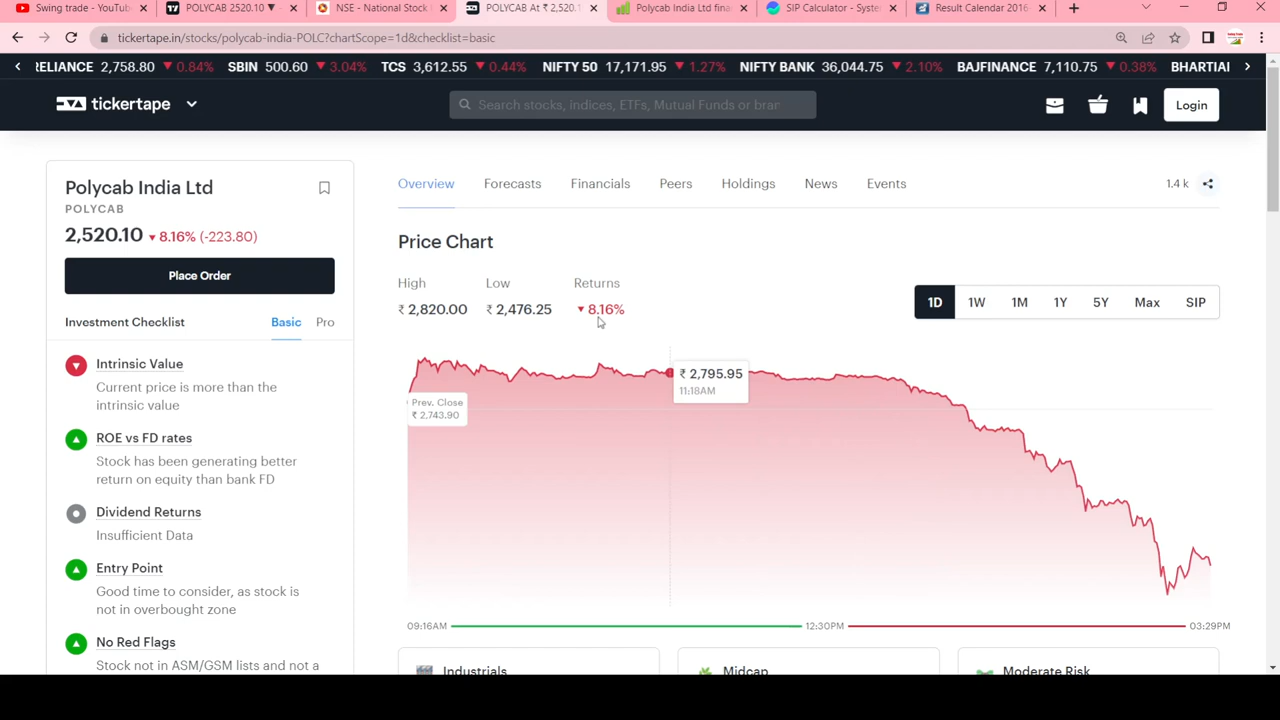 Swing trade - YouTu
POLYCAB 2520.10 ▼
NSE - National Stock
POLYCAB At ₹ 2,520.1
Polycab India Ltd finan
SIP Calculator - System
Result Calendar 2016-
tickertape.in/stocks/polycab-india-POLC?chartScope=1d&checklist=basic
RELIANCE 2,758.80 ▼ 0.84% SBIN 500.60 ▼ 3.04% TCS 3,612.55 ▼ 0.44% NIFTY 50 17,171.95 ▼ 1.27% NIFTY BANK 36,044.75 ▼ 2.10% BAJFINANCE 7,110.75 ▼ 0.38% BHARTIAI
tickertape
Search stocks, indices, ETFs, Mutual Funds or bran
Login
Polycab India Ltd
POLYCAB
2,520.10 ▼ 8.16% (-223.80)
Place Order
Investment Checklist Basic Pro
Intrinsic Value
Current price is more than the
intrinsic value
ROE vs FD rates
Stock has been generating better
return on equity than bank FD
Dividend Returns
Insufficient Data
Entry Point
Good time to consider, as stock is
not in overbought zone
No Red Flags
Stock not in ASM/GSM lists and not a
Overview Forecasts Financials Peers Holdings News Events
1.4 k
Price Chart
High Low Returns
₹ 2,820.00 ₹ 2,476.25 ▼ 8.16%
1D 1W 1M 1Y 5Y Max SIP
₹ 2,795.95
11:18AM
Prev. Close
₹ 2,743.90
09:16AM 12:30PM 03:29PM
Industrials Midcap Moderate Risk